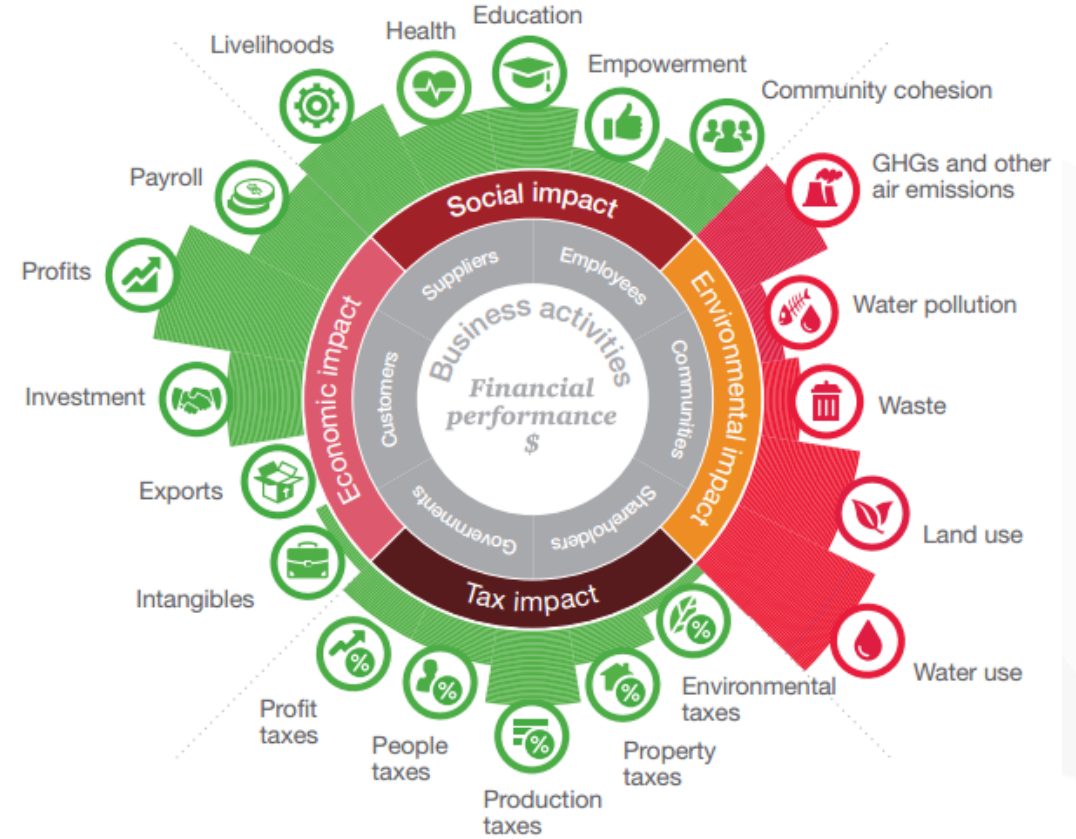 Education
Health
Livelihoods
Empowerment
Community cohesion
Payroll
GHGs and other
air emissions
Profits
Water pollution
Investment
Waste
Exports
Land use
Intangibles
Water use
Profit
taxes
People
taxes
Production
taxes
Property
taxes
Environmental
taxes
Social impact
Environmental impact
Tax impact
Economic impact
Suppliers
Employees
Communities
Shareholders
Governments
Customers
Business activities
Financial
performance
$
%
%
%
%
%